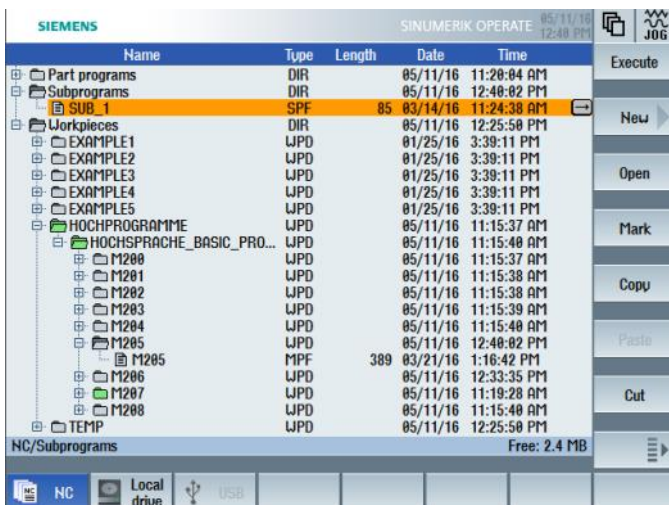 SIEMENS SINUMERIK OPERATE 05/11/16 12:40 PM JOG
Name Type Length Date Time
Part programs DIR 05/11/16 11:20:04 AM
Subprograms DIR 05/11/16 12:40:02 PM
SUB_1 SPF 85 03/14/16 11:24:38 AM
Workpieces DIR 05/11/16 12:25:50 PM
EXAMPLE1 WPD 01/25/16 3:39:11 PM
EXAMPLE2 WPD 01/25/16 3:39:11 PM
EXAMPLE3 WPD 01/25/16 3:39:11 PM
EXAMPLE4 WPD 01/25/16 3:39:11 PM
EXAMPLE5 WPD 01/25/16 3:39:11 PM
HOCHPROGRAMME WPD 05/11/16 11:15:37 AM
HOCHSPRACHE_BASIC_PRO... WPD 05/11/16 11:15:40 AM
M200 WPD 05/11/16 11:15:37 AM
M201 WPD 05/11/16 11:15:38 AM
M202 WPD 05/11/16 11:15:38 AM
M203 WPD 05/11/16 11:15:39 AM
M204 WPD 05/11/16 11:15:40 AM
M205 WPD 05/11/16 12:40:02 PM
M205 MPF 389 03/21/16 1:16:42 PM
M206 WPD 05/11/16 12:33:35 PM
M207 WPD 05/11/16 11:19:28 AM
M208 WPD 05/11/16 11:15:40 AM
TEMP WPD 05/11/16 12:25:50 PM
NC/Subprograms Free: 2.4 MB
Execute
New
Open
Mark
Copy
Paste
Cut
NC NC
Local
drive
USB